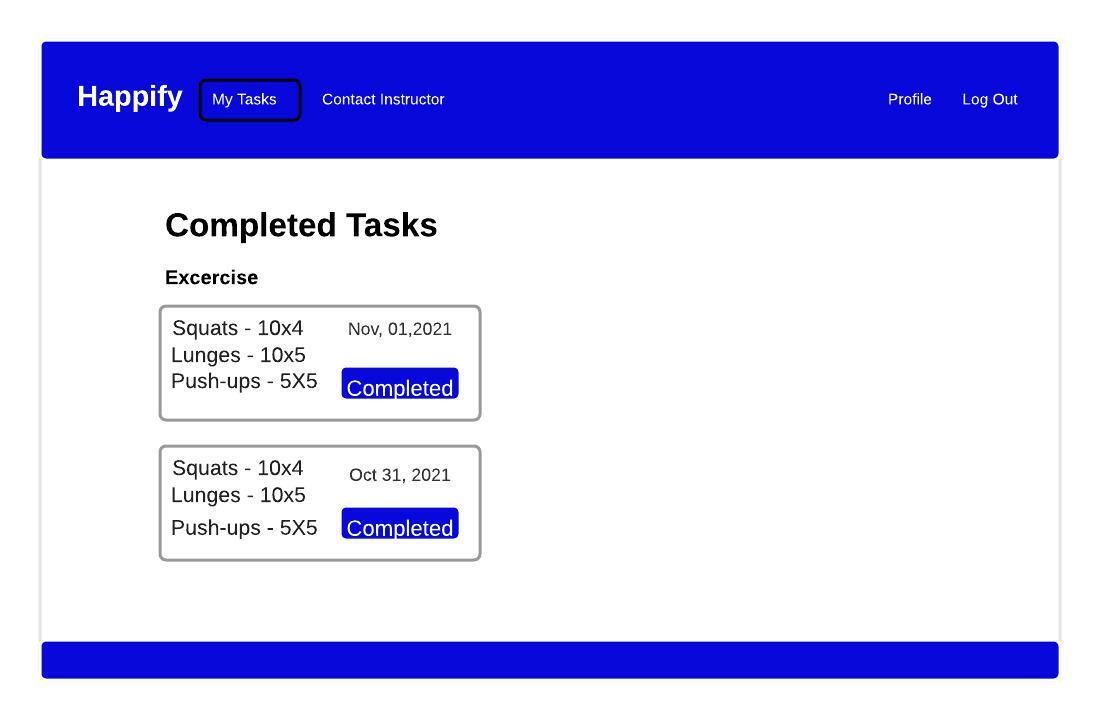 Happify My Tasks Contact Instructor Profile Log Out
Completed Tasks
Excercise
Squats - 10x4 Nov, 01,2021
Lunges - 10x5
Push-ups - 5X5 Completed
Squats - 10x4 Oct 31, 2021
Lunges - 10x5
Push-ups - 5X5 Completed